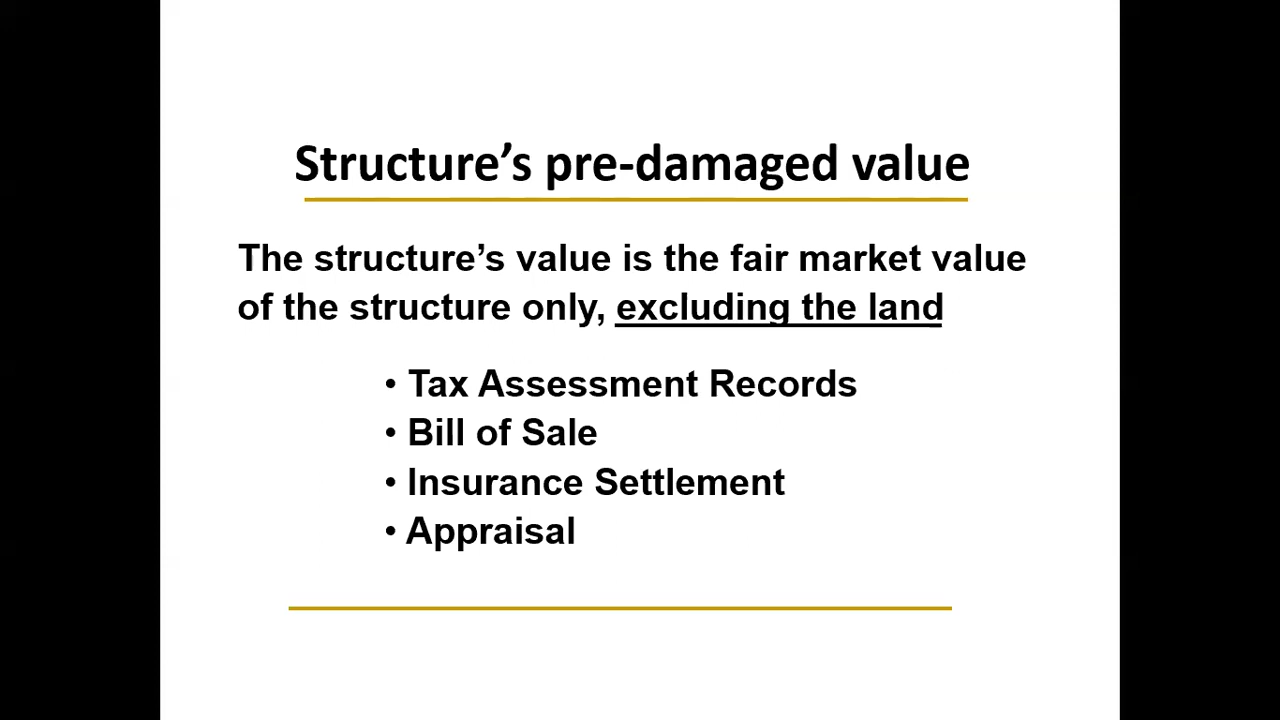 Structure’s pre-damaged value
The structure’s value is the fair market value
of the structure only, excluding the land
• Tax Assessment Records
• Bill of Sale
• Insurance Settlement
• Appraisal